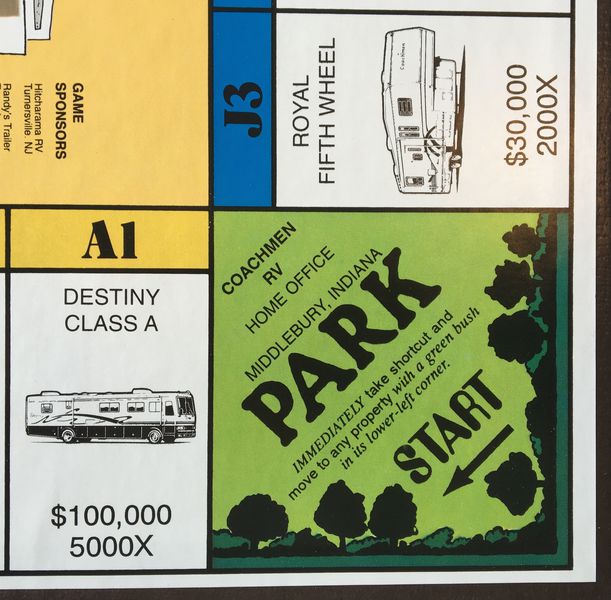 GAME
SPONSORS
Hitcharama RV
Turnersville, NJ
Randy's Trailer
J3
ROYAL
FIFTH WHEEL
Coachmen
$30,000
2000X
A1
DESTINY
CLASS A
$100,000
5000X
COACHMEN
RV
HOME OFFICE
MIDDLEBURY, INDIANA
PARK
IMMEDIATELY take shortcut and
move to any property with a green bush
in its lower-left corner.
START